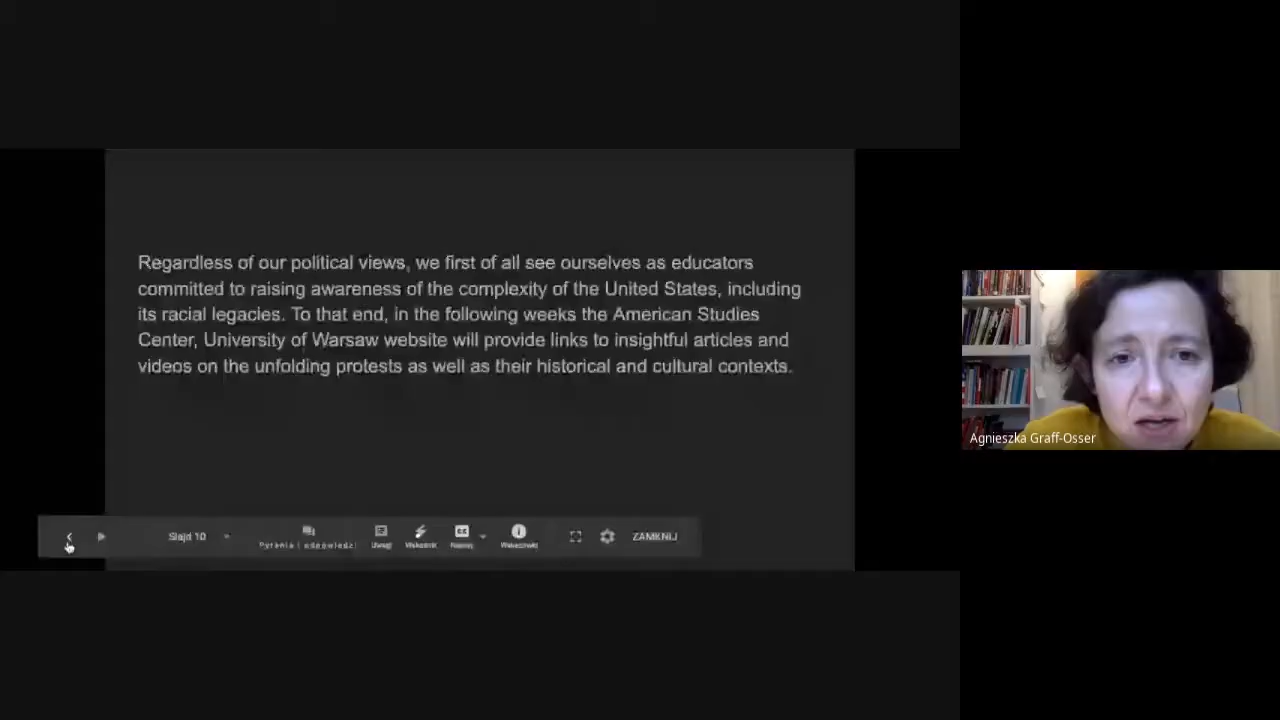 Regardless of our political views, we first of all see ourselves as educators
committed to raising awareness of the complexity of the United States, including
its racial legacies. To that end, in the following weeks the American Studies
Center, University of Warsaw website will provide links to insightful articles and
videos on the unfolding protests as well as their historical and cultural contexts.
Agnieszka Graff-Osser
Slajd 10
Pytania i odpowiedzi
Uwagi
Wskaźnik
Napisy
Wskazówki
ZAMKNIJ